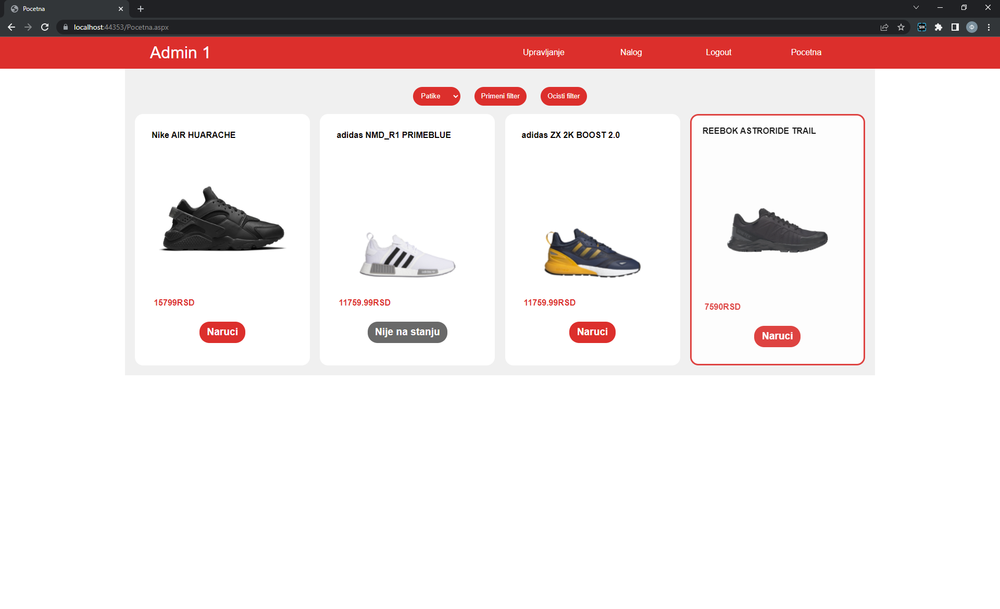 Pocetna
localhost:44353/Pocetna.aspx
SIH
Admin 1
Upravljanje
Nalog
Logout
Pocetna
Patike
Primeni filter
Ocisti filter
Nike AIR HUARACHE
adidas NMD_R1 PRIMEBLUE
adidas ZX 2K BOOST 2.0
REEBOK ASTRORIDE TRAIL
15799RSD
11759.99RSD
11759.99RSD
7590RSD
Naruci
Nije na stanju
Naruci
Naruci